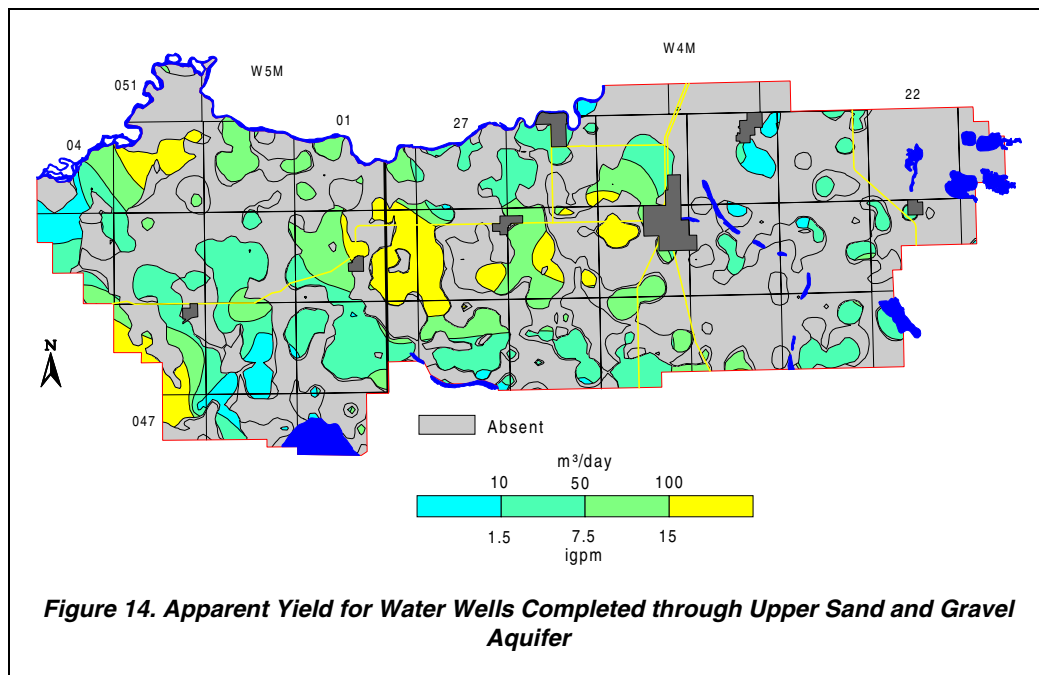 W4M
W5M
051
22
01
27
04
N
047
Absent
m³/day
10 50 100
1.5 7.5 15
igpm
Figure 14. Apparent Yield for Water Wells Completed through Upper Sand and Gravel
Aquifer